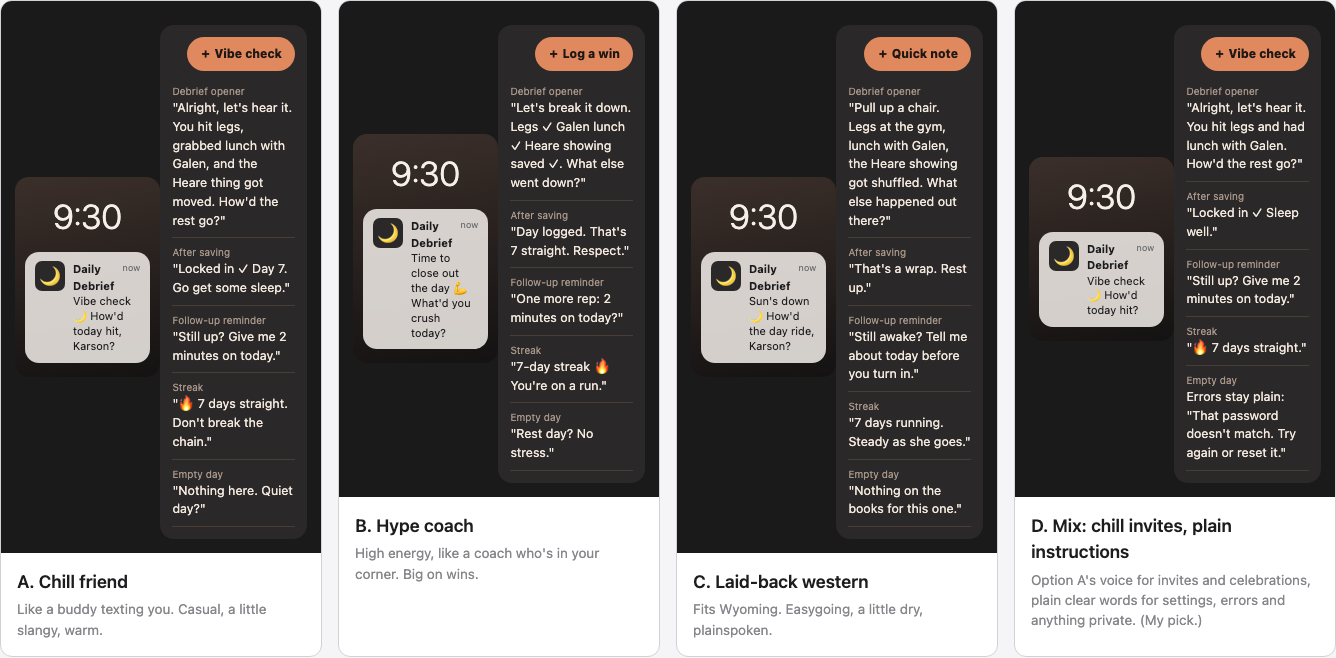 9:30
🌙
Daily
Debrief
now
Vibe check
🌙 How'd
today hit,
Karson?
+ Vibe check
Debrief opener
"Alright, let's hear it.
You hit legs,
grabbed lunch with
Galen, and the
Heare thing got
moved. How'd the
rest go?"
After saving
"Locked in ✓ Day 7.
Go get some sleep."
Follow-up reminder
"Still up? Give me 2
minutes on today."
Streak
"🔥 7 days straight.
Don't break the
chain."
Empty day
"Nothing here. Quiet
day?"
A. Chill friend
Like a buddy texting you. Casual, a little
slangy, warm.
9:30
🌙
Daily
Debrief
now
Time to
close out
the day 💪
What'd you
crush
today?
+ Log a win
Debrief opener
"Let's break it down.
Legs ✓ Galen lunch
✓ Heare showing
saved ✓. What else
went down?"
After saving
"Day logged. That's
7 straight. Respect."
Follow-up reminder
"One more rep: 2
minutes on today?"
Streak
"7-day streak 🔥
You're on a run."
Empty day
"Rest day? No
stress."
B. Hype coach
High energy, like a coach who's in your
corner. Big on wins.
9:30
🌙
Daily
Debrief
now
Sun's down
🌙 How'd
the day ride,
Karson?
+ Quick note
Debrief opener
"Pull up a chair.
Legs at the gym,
lunch with Galen,
the Heare showing
got shuffled. What
else happened out
there?"
After saving
"That's a wrap. Rest
up."
Follow-up reminder
"Still awake? Tell me
about today before
you turn in."
Streak
"7 days running.
Steady as she goes."
Empty day
"Nothing on the
books for this one."
C. Laid-back western
Fits Wyoming. Easygoing, a little dry,
plainspoken.
9:30
🌙
Daily
Debrief
now
Vibe check
🌙 How'd
today hit?
+ Vibe check
Debrief opener
"Alright, let's hear it.
You hit legs and had
lunch with Galen.
How'd the rest go?"
After saving
"Locked in ✓ Sleep
well."
Follow-up reminder
"Still up? Give me 2
minutes on today."
Streak
"🔥 7 days straight."
Empty day
Errors stay plain:
"That password
doesn't match. Try
again or reset it."
D. Mix: chill invites, plain
instructions
Option A's voice for invites and celebrations,
plain clear words for settings, errors and
anything private. (My pick.)